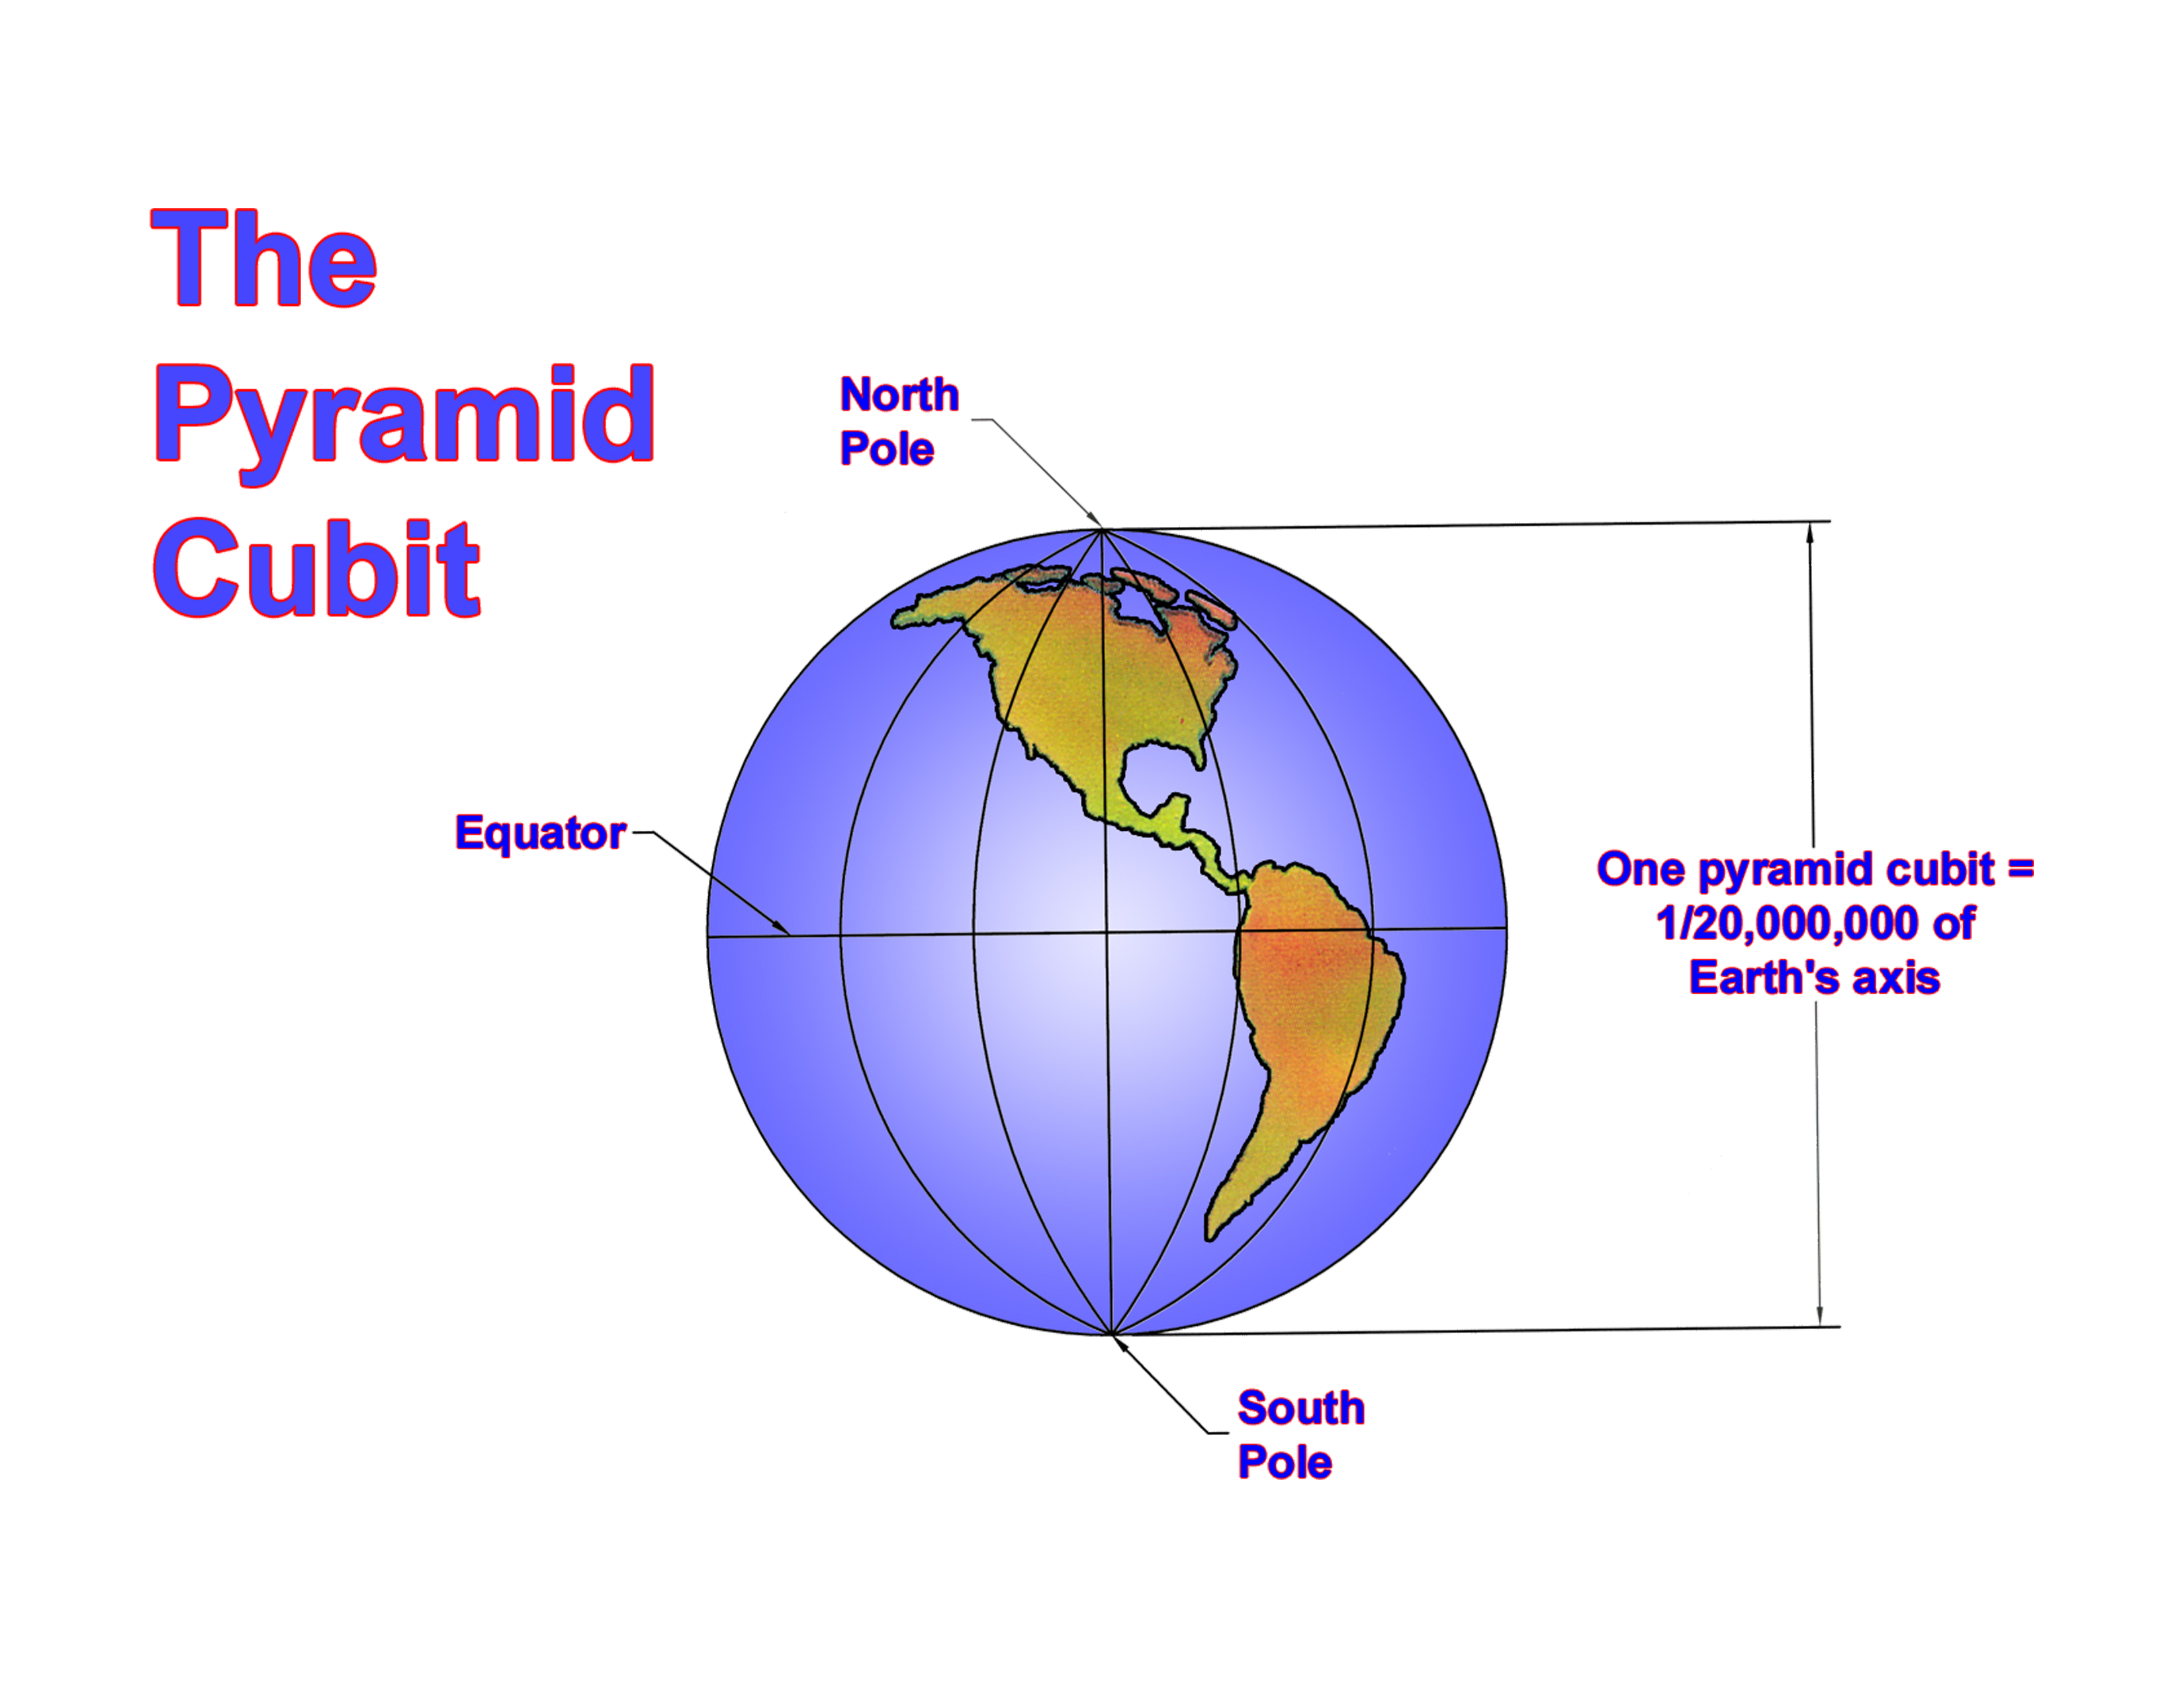 The
Pyramid
Cubit
North
Pole
Equator
One pyramid cubit =
1/20,000,000 of
Earth's axis
South
Pole